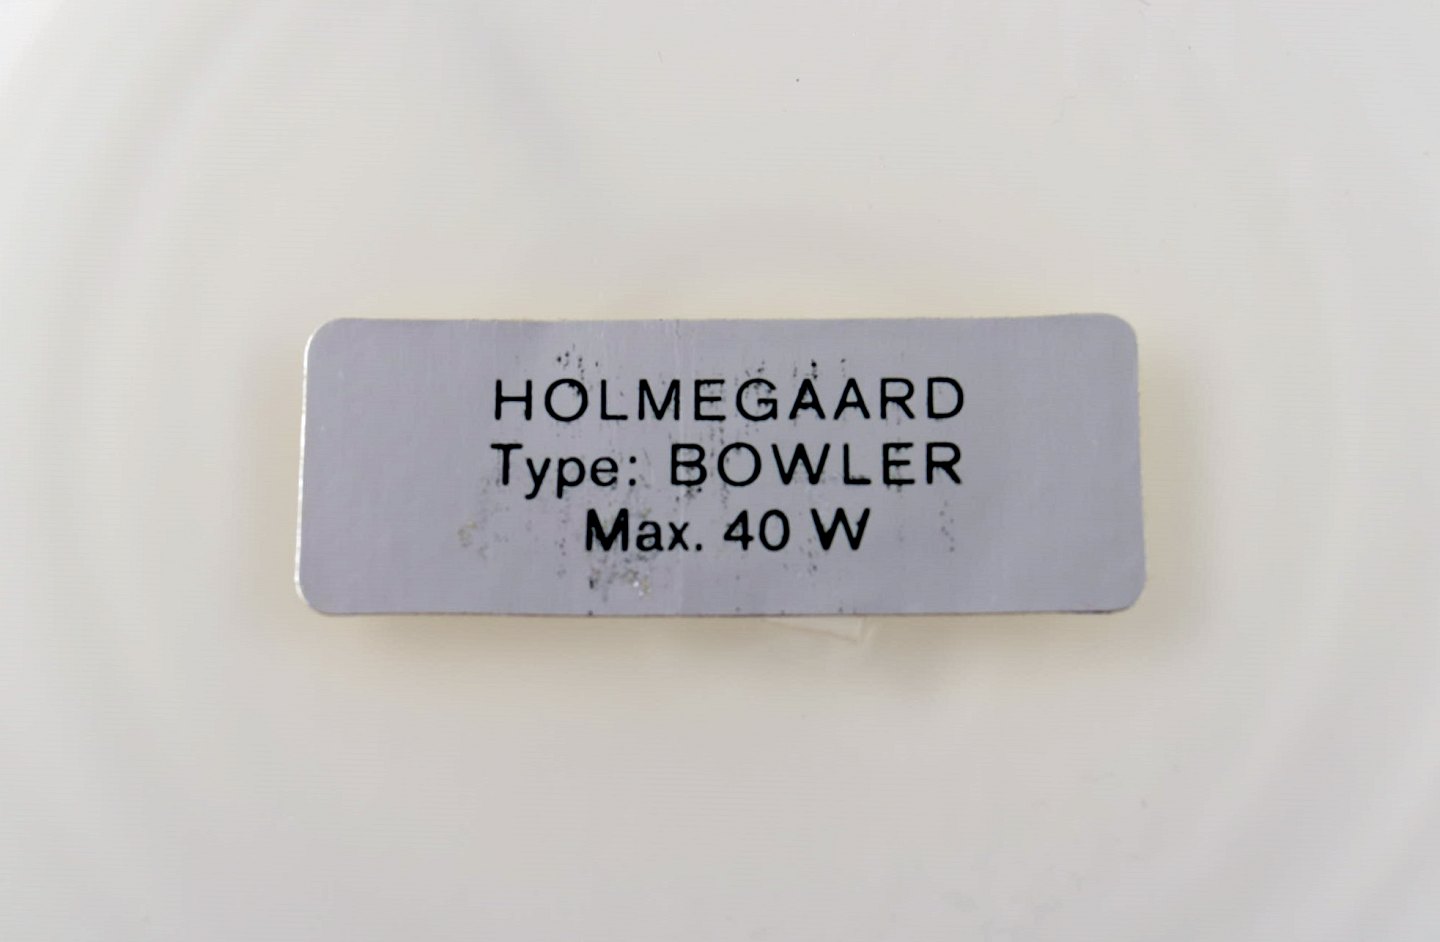 HOLMEGAARD
Type: BOWLER
Max. 40 W